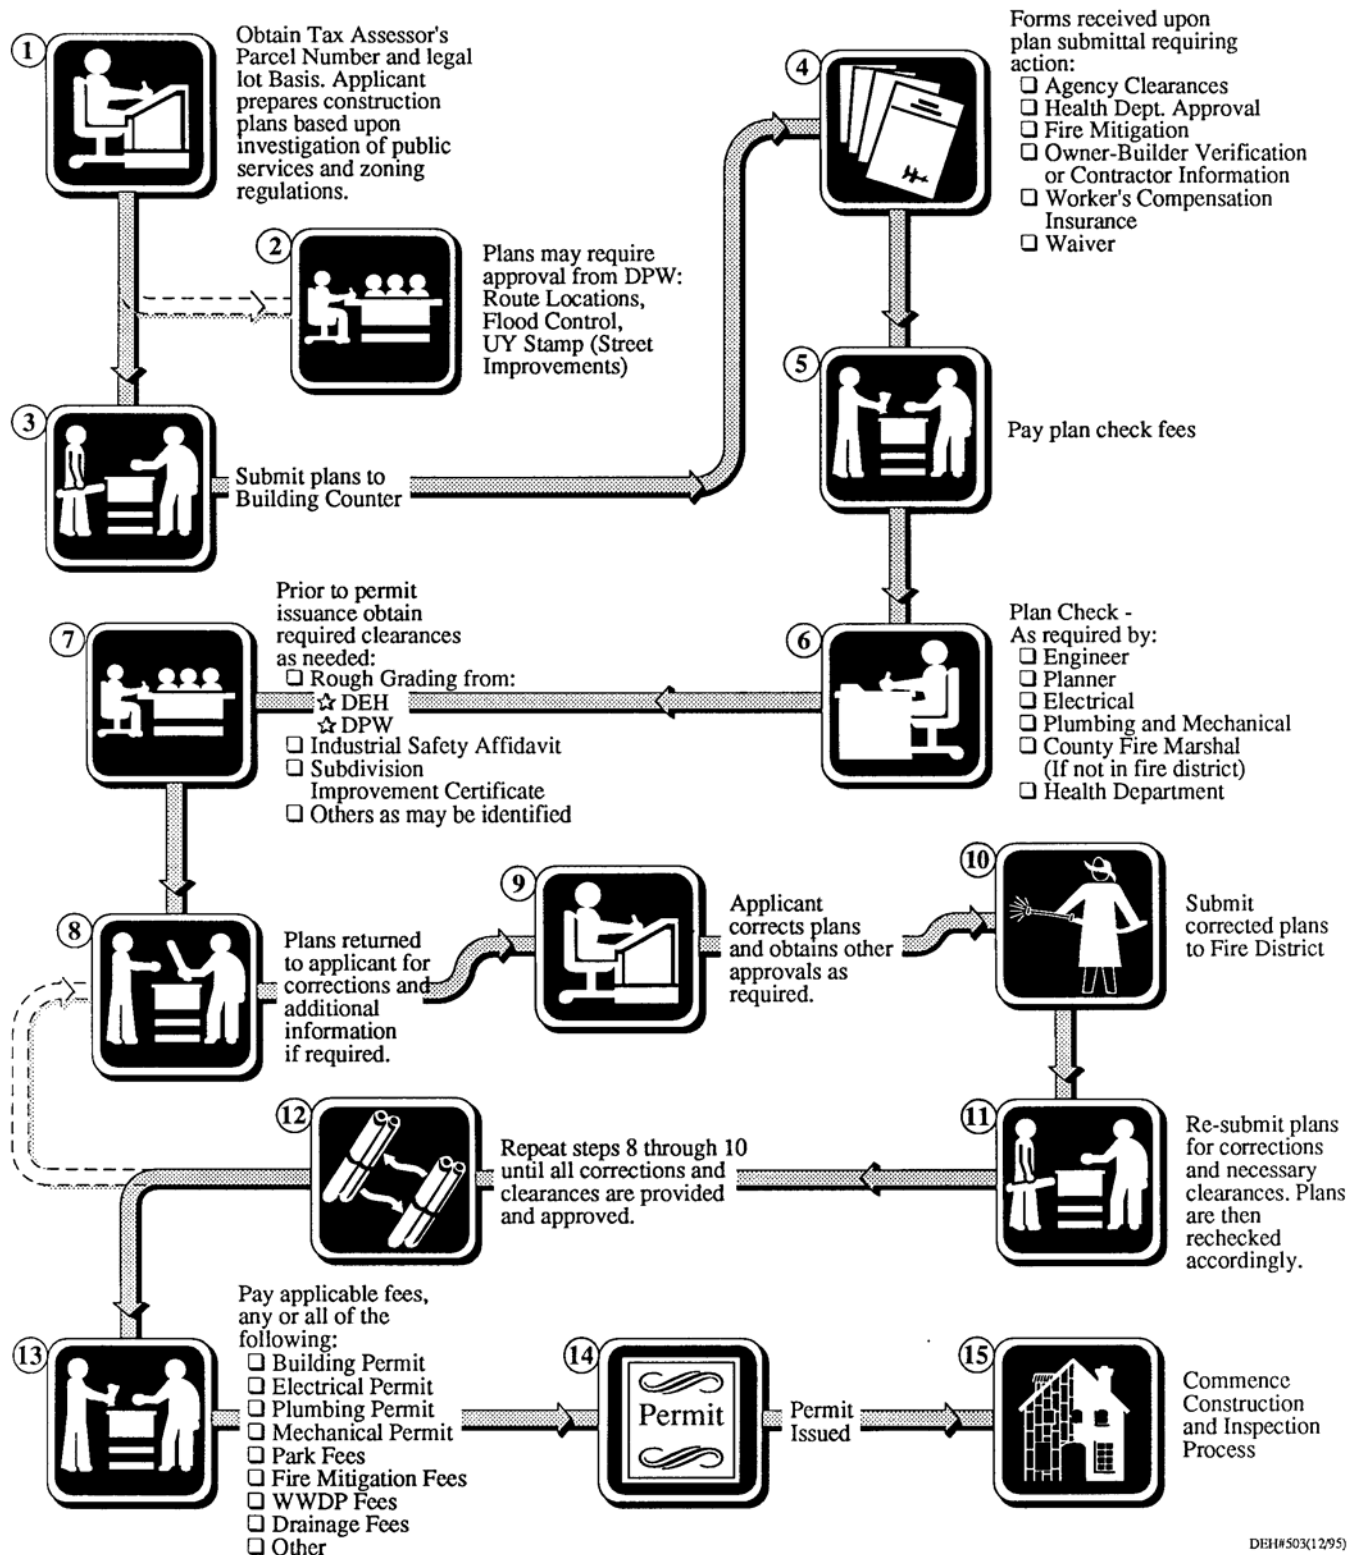 1
Obtain Tax Assessor's
Parcel Number and legal
lot Basis. Applicant
prepares construction
plans based upon
investigation of public
services and zoning
regulations.
2
Plans may require
approval from DPW:
Route Locations,
Flood Control,
UY Stamp (Street
Improvements)
3
Submit plans to
Building Counter
4
Forms received upon
plan submittal requiring
action:
❏ Agency Clearances
❏ Health Dept. Approval
❏ Fire Mitigation
❏ Owner-Builder Verification
or Contractor Information
❏ Worker's Compensation
Insurance
❏ Waiver
5
Pay plan check fees
6
Plan Check -
As required by:
❏ Engineer
❏ Planner
❏ Electrical
❏ Plumbing and Mechanical
❏ County Fire Marshal
(If not in fire district)
❏ Health Department
7
Prior to permit
issuance obtain
required clearances
as needed:
❏ Rough Grading from:
☆ DEH
☆ DPW
❏ Industrial Safety Affidavit
❏ Subdivision
Improvement Certificate
❏ Others as may be identified
8
Plans returned
to applicant for
corrections and
additional
information
if required.
9
Applicant
corrects plans
and obtains other
approvals as
required.
10
Submit
corrected plans
to Fire District
11
Re-submit plans
for corrections
and necessary
clearances. Plans
are then
rechecked
accordingly.
12
Repeat steps 8 through 10
until all corrections and
clearances are provided
and approved.
13
Pay applicable fees,
any or all of the
following:
❏ Building Permit
❏ Electrical Permit
❏ Plumbing Permit
❏ Mechanical Permit
❏ Park Fees
❏ Fire Mitigation Fees
❏ WWDP Fees
❏ Drainage Fees
❏ Other
14
Permit
Permit
Issued
15
Commence
Construction
and Inspection
Process
DEH#503(12/95)